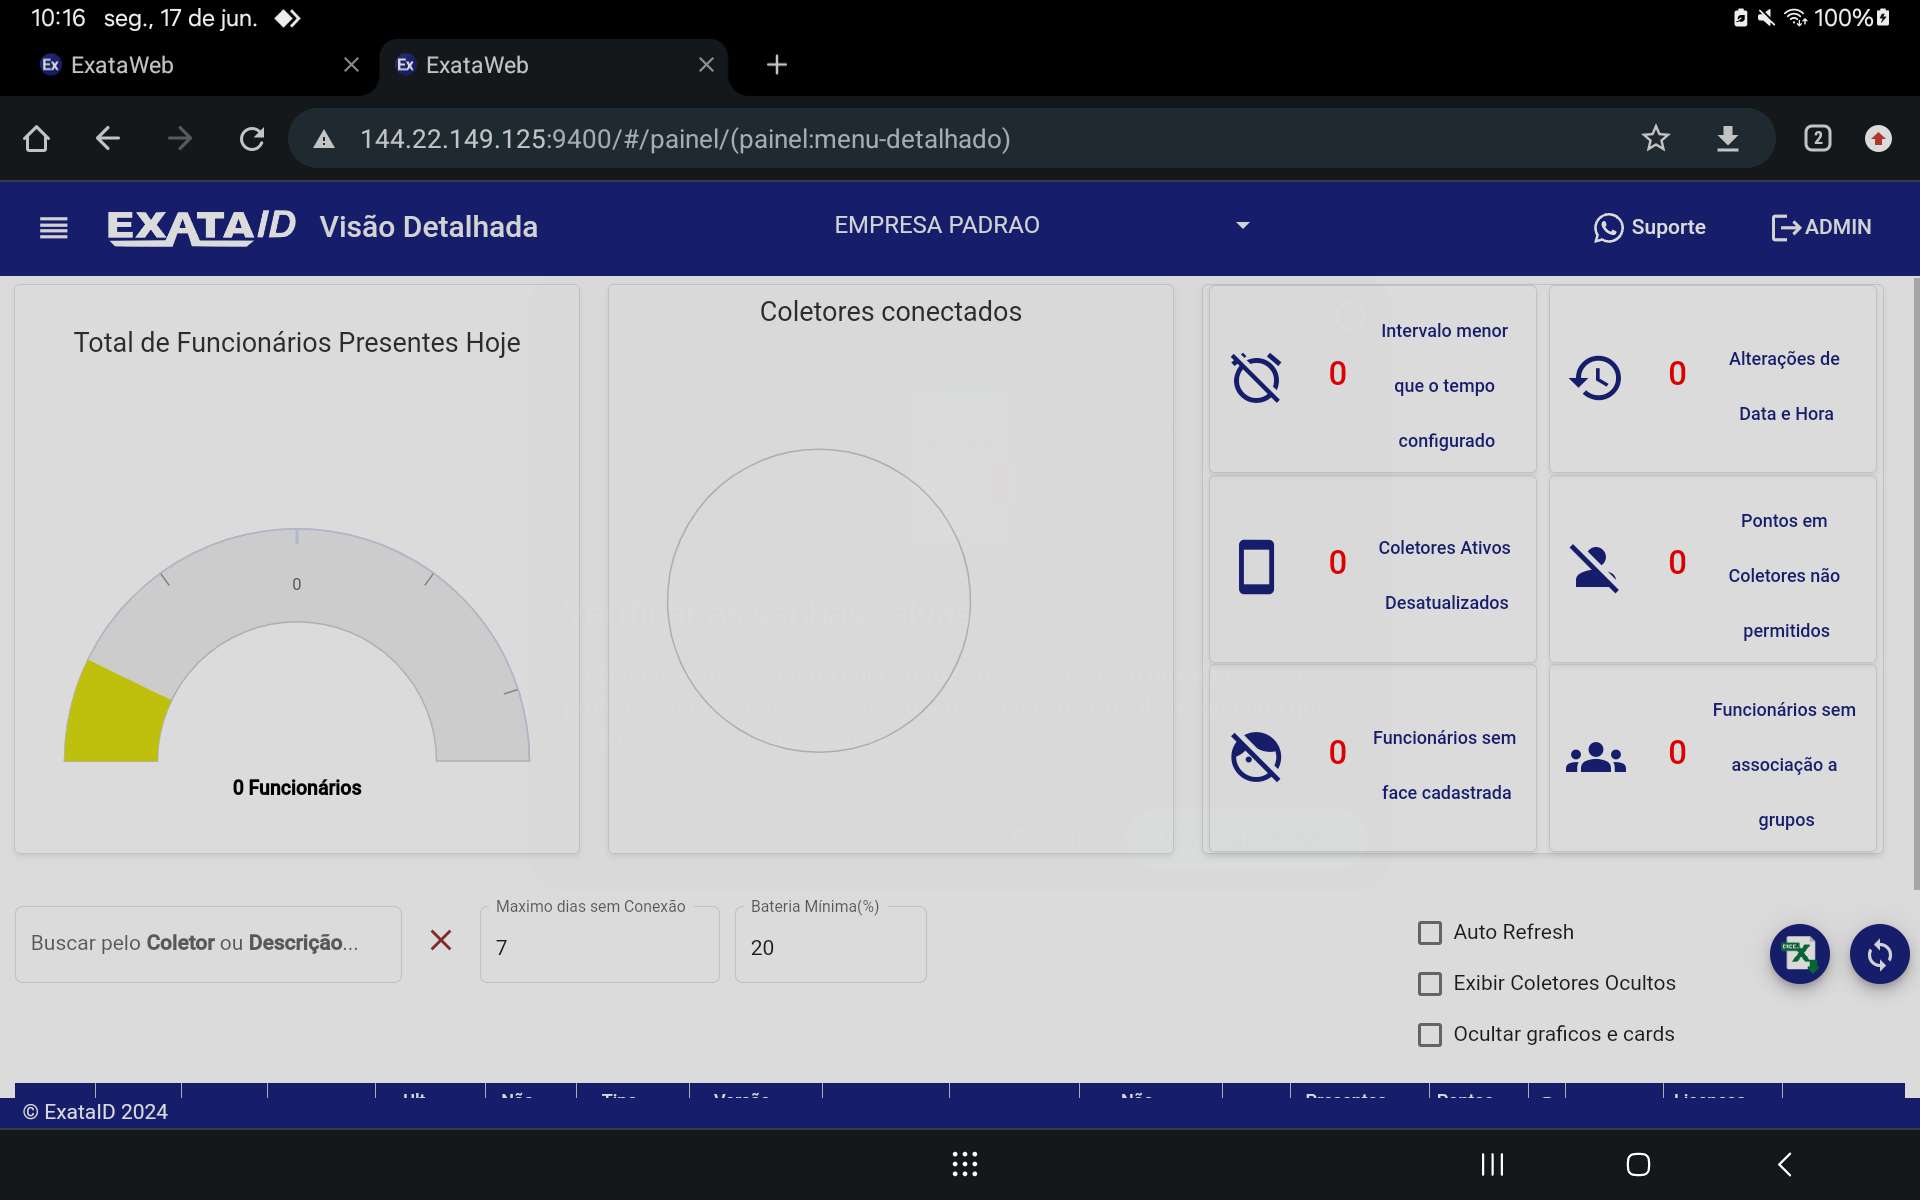 10:16 seg., 17 de jun.
100%
Ex ExataWeb
Ex ExataWeb
144.22.149.125:9400/#/painel/(painel:menu-detalhado)
2
EXATAID Visão Detalhada
EMPRESA PADRAO
Suporte
ADMIN
Total de Funcionários Presentes Hoje
0
0 Funcionários
Coletores conectados
0
Intervalo menor
que o tempo
configurado
0
Alterações de
Data e Hora
0
Coletores Ativos
Desatualizados
0
Pontos em
Coletores não
permitidos
0
Funcionários sem
face cadastrada
0
Funcionários sem
associação a
grupos
Buscar pelo Coletor ou Descrição...
Maximo dias sem Conexão
7
Bateria Mínima(%)
20
Auto Refresh
Exibir Coletores Ocultos
Ocultar graficos e cards
© ExataID 2024